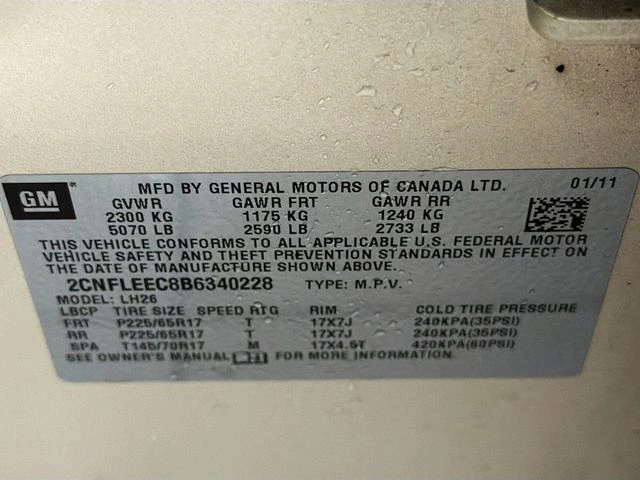 GM
MFD BY GENERAL MOTORS OF CANADA LTD. 01/11
GVWR GAWR FRT GAWR RR
2300 KG 1175 KG 1240 KG
5070 LB 2590 LB 2733 LB
THIS VEHICLE CONFORMS TO ALL APPLICABLE U.S. FEDERAL MOTOR
VEHICLE SAFETY AND THEFT PREVENTION STANDARDS IN EFFECT ON
THE DATE OF MANUFACTURE SHOWN ABOVE.
2CNFLEEC8B6340228 TYPE: M.P.V.
MODEL: LH26
LBCP TIRE SIZE SPEED RTG RIM COLD TIRE PRESSURE
FRT P225/65R17 T 17X7J 240KPA(35PSI)
RR P225/65R17 T 17X7J 240KPA(35PSI)
SPA T145/70R17 M 17X4.5T 420KPA(60PSI)
SEE OWNER'S MANUAL FOR MORE INFORMATION.